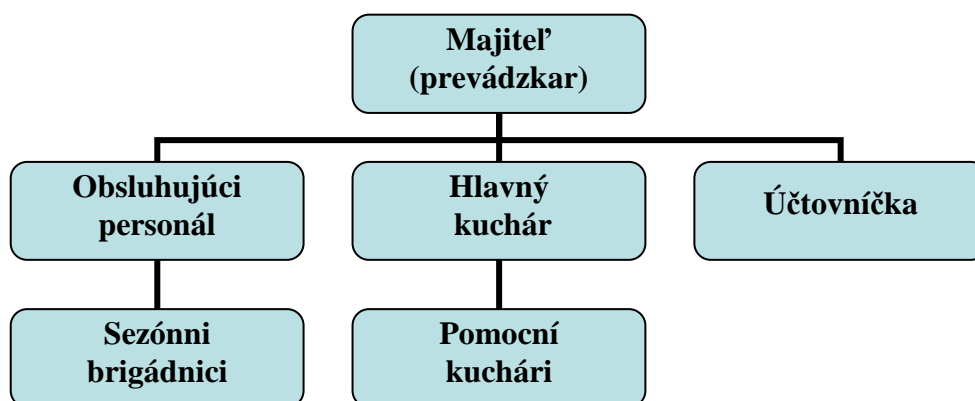 Majiteľ
(prevádzkar)
Obsluhujúci
personál
Hlavný
kuchár
Účtovníčka
Sezónni
brigádnici
Pomocní
kuchári